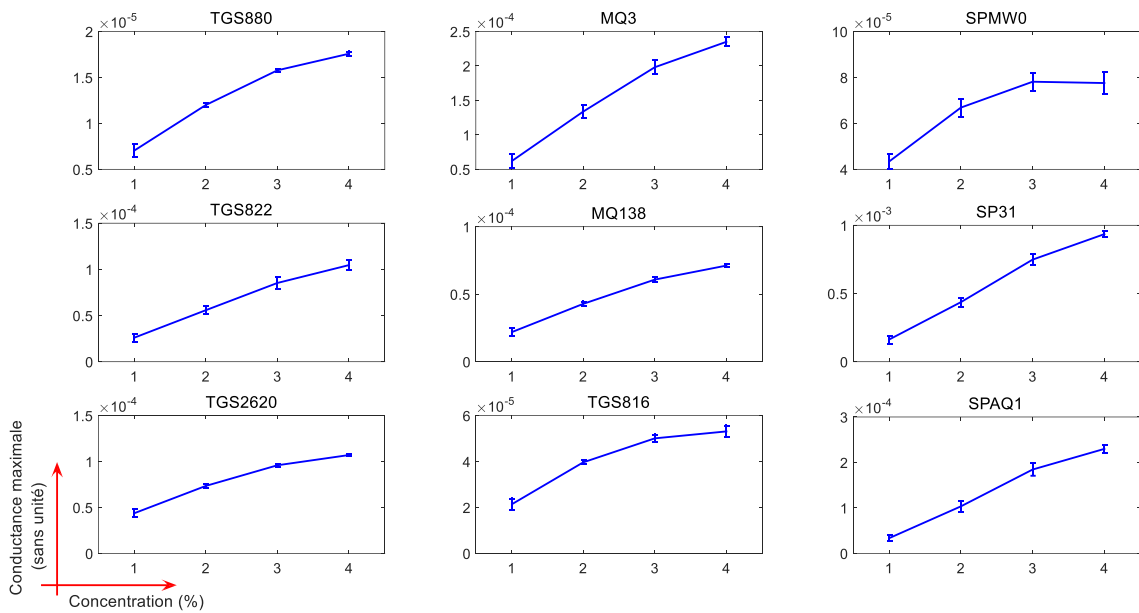 TGS880
×10⁻⁵
2
1.5
1
0.5
1 2 3 4
MQ3
×10⁻⁴
2.5
2
1.5
1
0.5
1 2 3 4
SPMW0
×10⁻⁵
10
8
6
4
1 2 3 4
TGS822
×10⁻⁴
1.5
1
0.5
0
1 2 3 4
MQ138
×10⁻⁴
1
0.5
0
1 2 3 4
SP31
×10⁻³
1
0.5
0
1 2 3 4
TGS2620
×10⁻⁴
1.5
1
0.5
0
1 2 3 4
TGS816
×10⁻⁵
6
4
2
0
1 2 3 4
SPAQ1
×10⁻⁴
3
2
1
0
1 2 3 4
Conductance maximale
(sans unité)
Concentration (%)